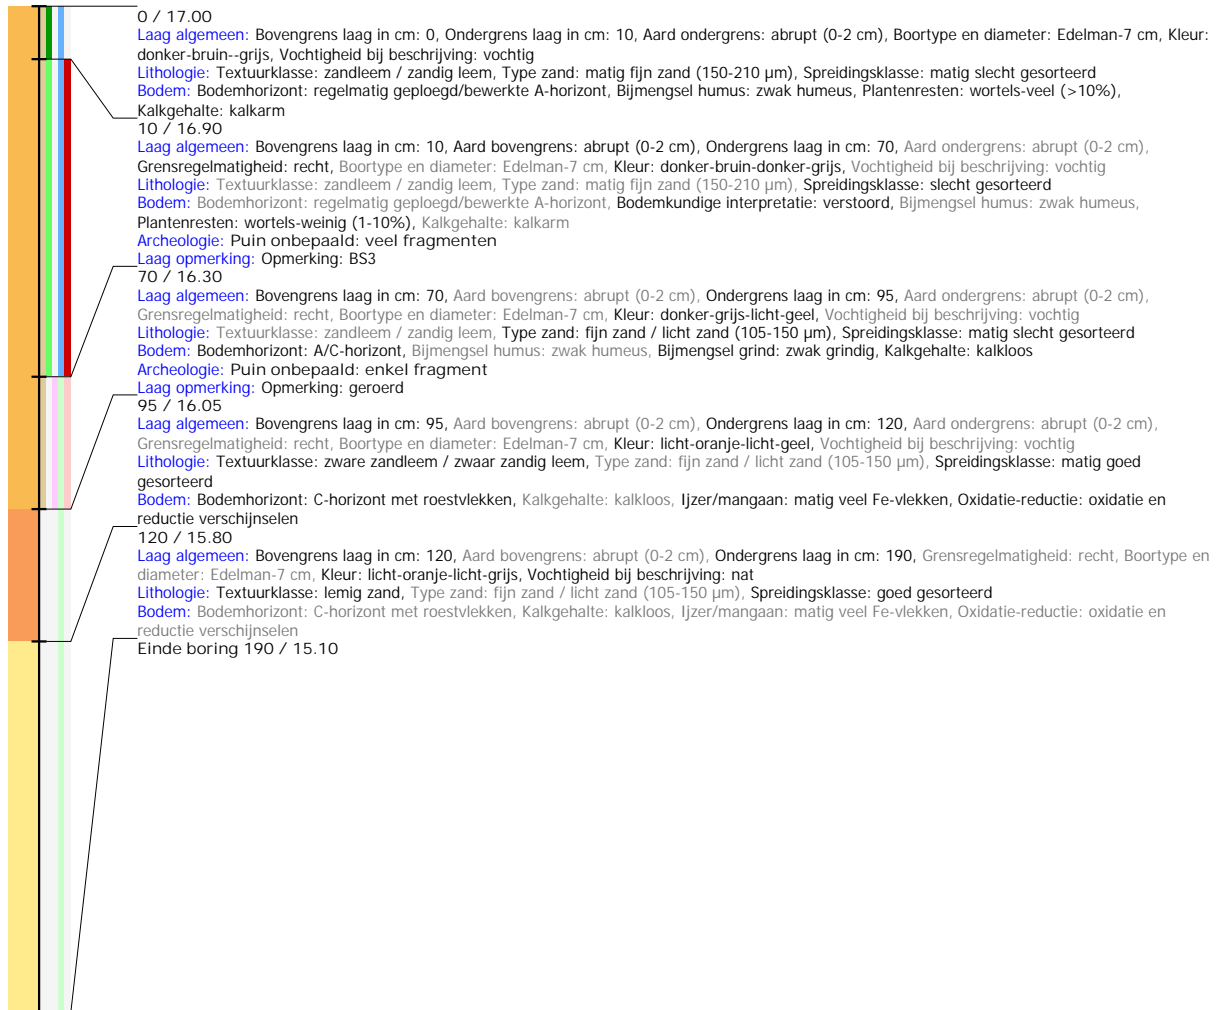 0 / 17.00
Laag algemeen: Bovengrens laag in cm: 0, Ondergrens laag in cm: 10, Aard ondergrens: abrupt (0-2 cm), Boortype en diameter: Edelman-7 cm, Kleur:
donker-bruin--grijs, Vochtigheid bij beschrijving: vochtig
Lithologie: Textuurklasse: zandleem / zandig leem, Type zand: matig fijn zand (150-210 µm), Spreidingsklasse: matig slecht gesorteerd
Bodem: Bodemhorizont: regelmatig geploegd/bewerkte A-horizont, Bijmengsel humus: zwak humeus, Plantenresten: wortels-veel (>10%),
Kalkgehalte: kalkarm
10 / 16.90
Laag algemeen: Bovengrens laag in cm: 10, Aard bovengrens: abrupt (0-2 cm), Ondergrens laag in cm: 70, Aard ondergrens: abrupt (0-2 cm),
Grensregelmatigheid: recht, Boortype en diameter: Edelman-7 cm, Kleur: donker-bruin-donker-grijs, Vochtigheid bij beschrijving: vochtig
Lithologie: Textuurklasse: zandleem / zandig leem, Type zand: matig fijn zand (150-210 µm), Spreidingsklasse: slecht gesorteerd
Bodem: Bodemhorizont: regelmatig geploegd/bewerkte A-horizont, Bodemkundige interpretatie: verstoord, Bijmengsel humus: zwak humeus,
Plantenresten: wortels-weinig (1-10%), Kalkgehalte: kalkarm
Archeologie: Puin onbepaald: veel fragmenten
Laag opmerking: Opmerking: BS3
70 / 16.30
Laag algemeen: Bovengrens laag in cm: 70, Aard bovengrens: abrupt (0-2 cm), Ondergrens laag in cm: 95, Aard ondergrens: abrupt (0-2 cm),
Grensregelmatigheid: recht, Boortype en diameter: Edelman-7 cm, Kleur: donker-grijs-licht-geel, Vochtigheid bij beschrijving: vochtig
Lithologie: Textuurklasse: zandleem / zandig leem, Type zand: fijn zand / licht zand (105-150 µm), Spreidingsklasse: matig slecht gesorteerd
Bodem: Bodemhorizont: A/C-horizont, Bijmengsel humus: zwak humeus, Bijmengsel grind: zwak grindig, Kalkgehalte: kalkloos
Archeologie: Puin onbepaald: enkel fragment
Laag opmerking: Opmerking: geroerd
95 / 16.05
Laag algemeen: Bovengrens laag in cm: 95, Aard bovengrens: abrupt (0-2 cm), Ondergrens laag in cm: 120, Aard ondergrens: abrupt (0-2 cm),
Grensregelmatigheid: recht, Boortype en diameter: Edelman-7 cm, Kleur: licht-oranje-licht-geel, Vochtigheid bij beschrijving: vochtig
Lithologie: Textuurklasse: zware zandleem / zwaar zandig leem, Type zand: fijn zand / licht zand (105-150 µm), Spreidingsklasse: matig goed
gesorteerd
Bodem: Bodemhorizont: C-horizont met roestvlekken, Kalkgehalte: kalkloos, Ijzer/mangaan: matig veel Fe-vlekken, Oxidatie-reductie: oxidatie en
reductie verschijnselen
120 / 15.80
Laag algemeen: Bovengrens laag in cm: 120, Aard bovengrens: abrupt (0-2 cm), Ondergrens laag in cm: 190, Grensregelmatigheid: recht, Boortype en
diameter: Edelman-7 cm, Kleur: licht-oranje-licht-grijs, Vochtigheid bij beschrijving: nat
Lithologie: Textuurklasse: lemig zand, Type zand: fijn zand / licht zand (105-150 µm), Spreidingsklasse: goed gesorteerd
Bodem: Bodemhorizont: C-horizont met roestvlekken, Kalkgehalte: kalkloos, Ijzer/mangaan: matig veel Fe-vlekken, Oxidatie-reductie: oxidatie en
reductie verschijnselen
Einde boring 190 / 15.10